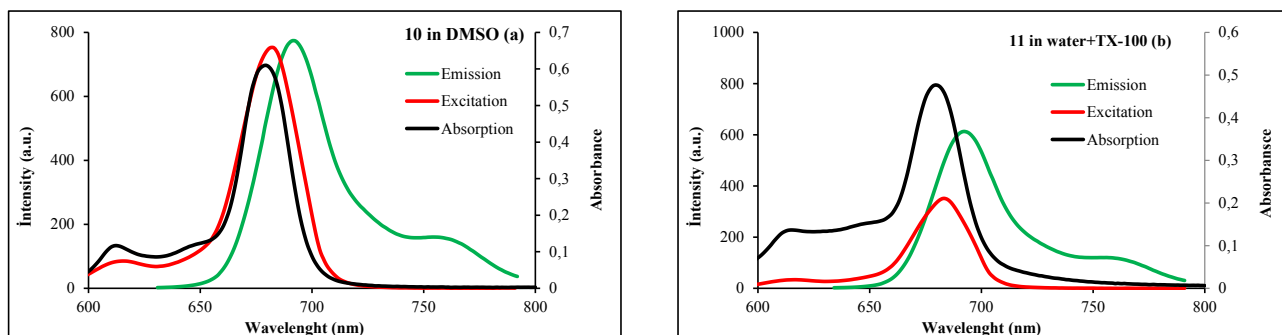 10 in DMSO (a)
Emission
Excitation
Absorption
800
600
400
200
0
0,7
0,6
0,5
0,4
0,3
0,2
0,1
0
600
650
700
750
800
İntensity (a.u.)
Absorbance
Wavelenght (nm)
11 in water+TX-100 (b)
Emission
Excitation
Absorption
1000
800
600
400
200
0
0,6
0,5
0,4
0,3
0,2
0,1
0
600
650
700
750
800
İntensity (a.u.)
Absorbance
Wavelenght (nm)